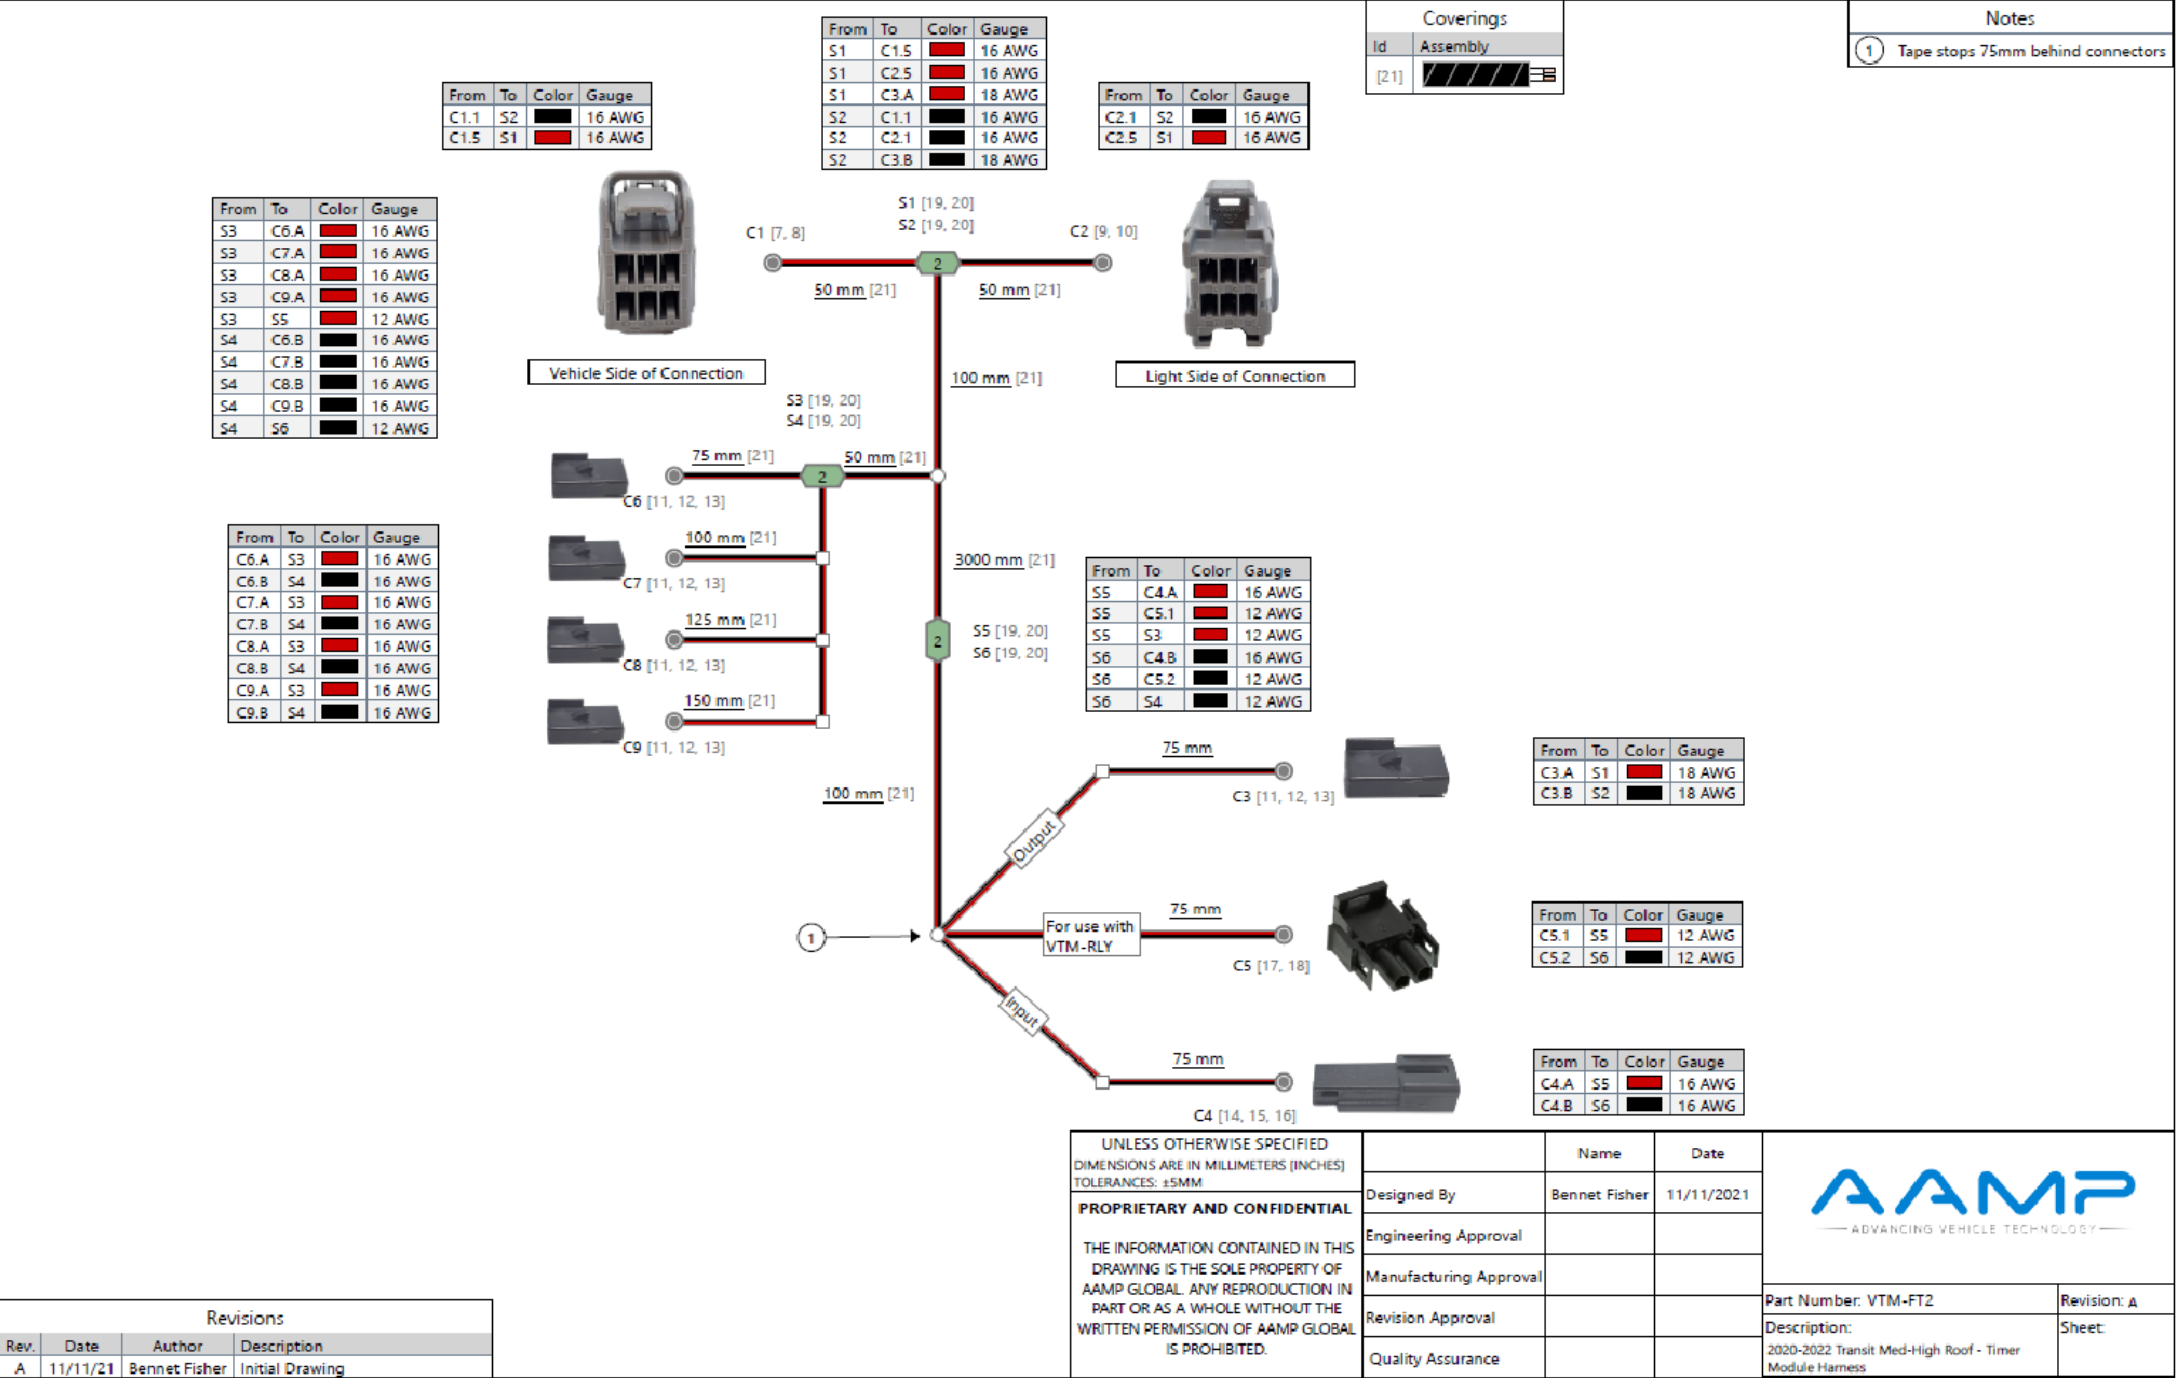 From To Color Gauge
S1 C1.5 16 AWG
S1 C2.5 16 AWG
S1 C3.A 18 AWG
S2 C1.1 16 AWG
S2 C2.1 16 AWG
S2 C3.B 18 AWG
Coverings
Id Assembly
[21]
Notes
1 Tape stops 75mm behind connectors
From To Color Gauge
C1.1 S2 16 AWG
C1.5 S1 16 AWG
From To Color Gauge
C2.1 S2 16 AWG
C2.5 S1 16 AWG
From To Color Gauge
S3 C6.A 16 AWG
S3 C7.A 16 AWG
S3 C8.A 16 AWG
S3 C9.A 16 AWG
S3 S5 12 AWG
S4 C6.B 16 AWG
S4 C7.B 16 AWG
S4 C8.B 16 AWG
S4 C9.B 16 AWG
S4 S6 12 AWG
S1 [19, 20]
S2 [19, 20]
C1 [7, 8]
C2 [9, 10]
2
50 mm [21]
50 mm [21]
Vehicle Side of Connection
Light Side of Connection
100 mm [21]
S3 [19, 20]
S4 [19, 20]
75 mm [21]
50 mm [21]
2
C6 [11, 12, 13]
100 mm [21]
C7 [11, 12, 13]
125 mm [21]
C8 [11, 12, 13]
150 mm [21]
C9 [11, 12, 13]
From To Color Gauge
C6.A S3 16 AWG
C6.B S4 16 AWG
C7.A S3 16 AWG
C7.B S4 16 AWG
C8.A S3 16 AWG
C8.B S4 16 AWG
C9.A S3 16 AWG
C9.B S4 16 AWG
3000 mm [21]
2
S5 [19, 20]
S6 [19, 20]
From To Color Gauge
S5 C4.A 16 AWG
S5 C5.1 12 AWG
S5 S3 12 AWG
S6 C4.B 16 AWG
S6 C5.2 12 AWG
S6 S4 12 AWG
100 mm [21]
75 mm
C3 [11, 12, 13]
Output
From To Color Gauge
C3.A S1 18 AWG
C3.B S2 18 AWG
1
For use with
VTM-RLY
75 mm
C5 [17, 18]
From To Color Gauge
C5.1 S5 12 AWG
C5.2 S6 12 AWG
Input
75 mm
C4 [14, 15, 16]
From To Color Gauge
C4.A S5 16 AWG
C4.B S6 16 AWG
UNLESS OTHERWISE SPECIFIED
DIMENSIONS ARE IN MILLIMETERS [INCHES]
TOLERANCES: ±5MM
PROPRIETARY AND CONFIDENTIAL
THE INFORMATION CONTAINED IN THIS
DRAWING IS THE SOLE PROPERTY OF
AAMP GLOBAL. ANY REPRODUCTION IN
PART OR AS A WHOLE WITHOUT THE
WRITTEN PERMISSION OF AAMP GLOBAL
IS PROHIBITED.
Name Date
Designed By Bennet Fisher 11/11/2021
Engineering Approval
Manufacturing Approval
Revision Approval
Quality Assurance
AAMP
ADVANCING VEHICLE TECHNOLOGY
Part Number: VTM-FT2
Revision: A
Description:
2020-2022 Transit Med-High Roof - Timer
Module Harness
Sheet:
Revisions
Rev. Date Author Description
A 11/11/21 Bennet Fisher Initial Drawing